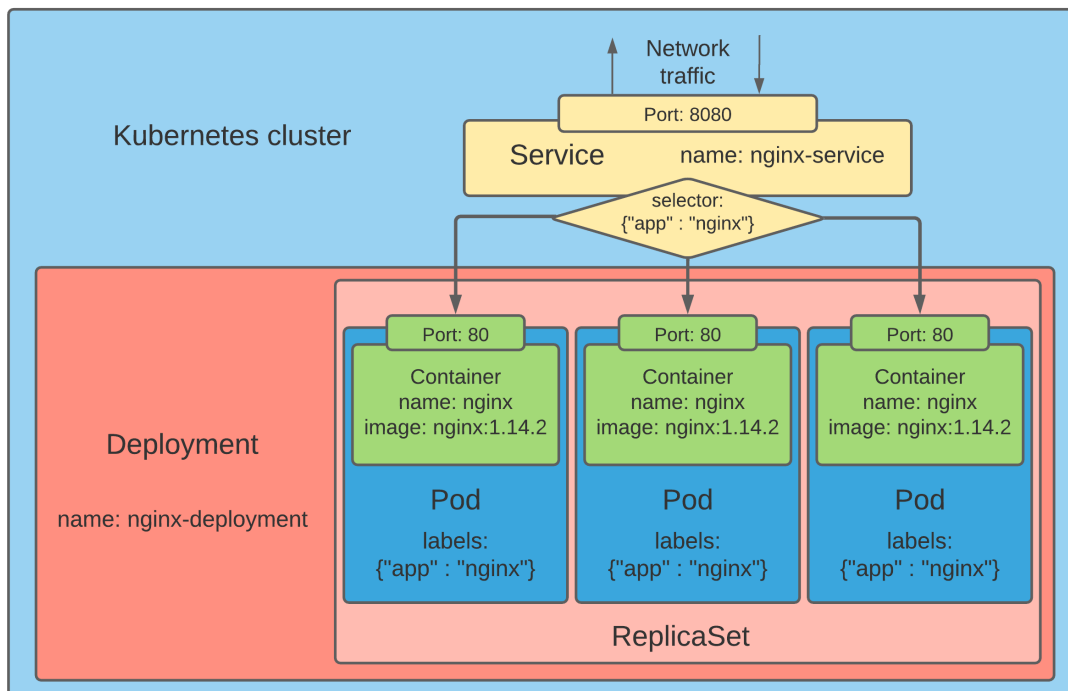 Network
traffic
Port: 8080
Kubernetes cluster
Service
name: nginx-service
selector:
{"app" : "nginx"}
Port: 80
Port: 80
Port: 80
Container
name: nginx
image: nginx:1.14.2
Container
name: nginx
image: nginx:1.14.2
Container
name: nginx
image: nginx:1.14.2
Deployment
name: nginx-deployment
Pod
labels:
{"app" : "nginx"}
Pod
labels:
{"app" : "nginx"}
Pod
labels:
{"app" : "nginx"}
ReplicaSet